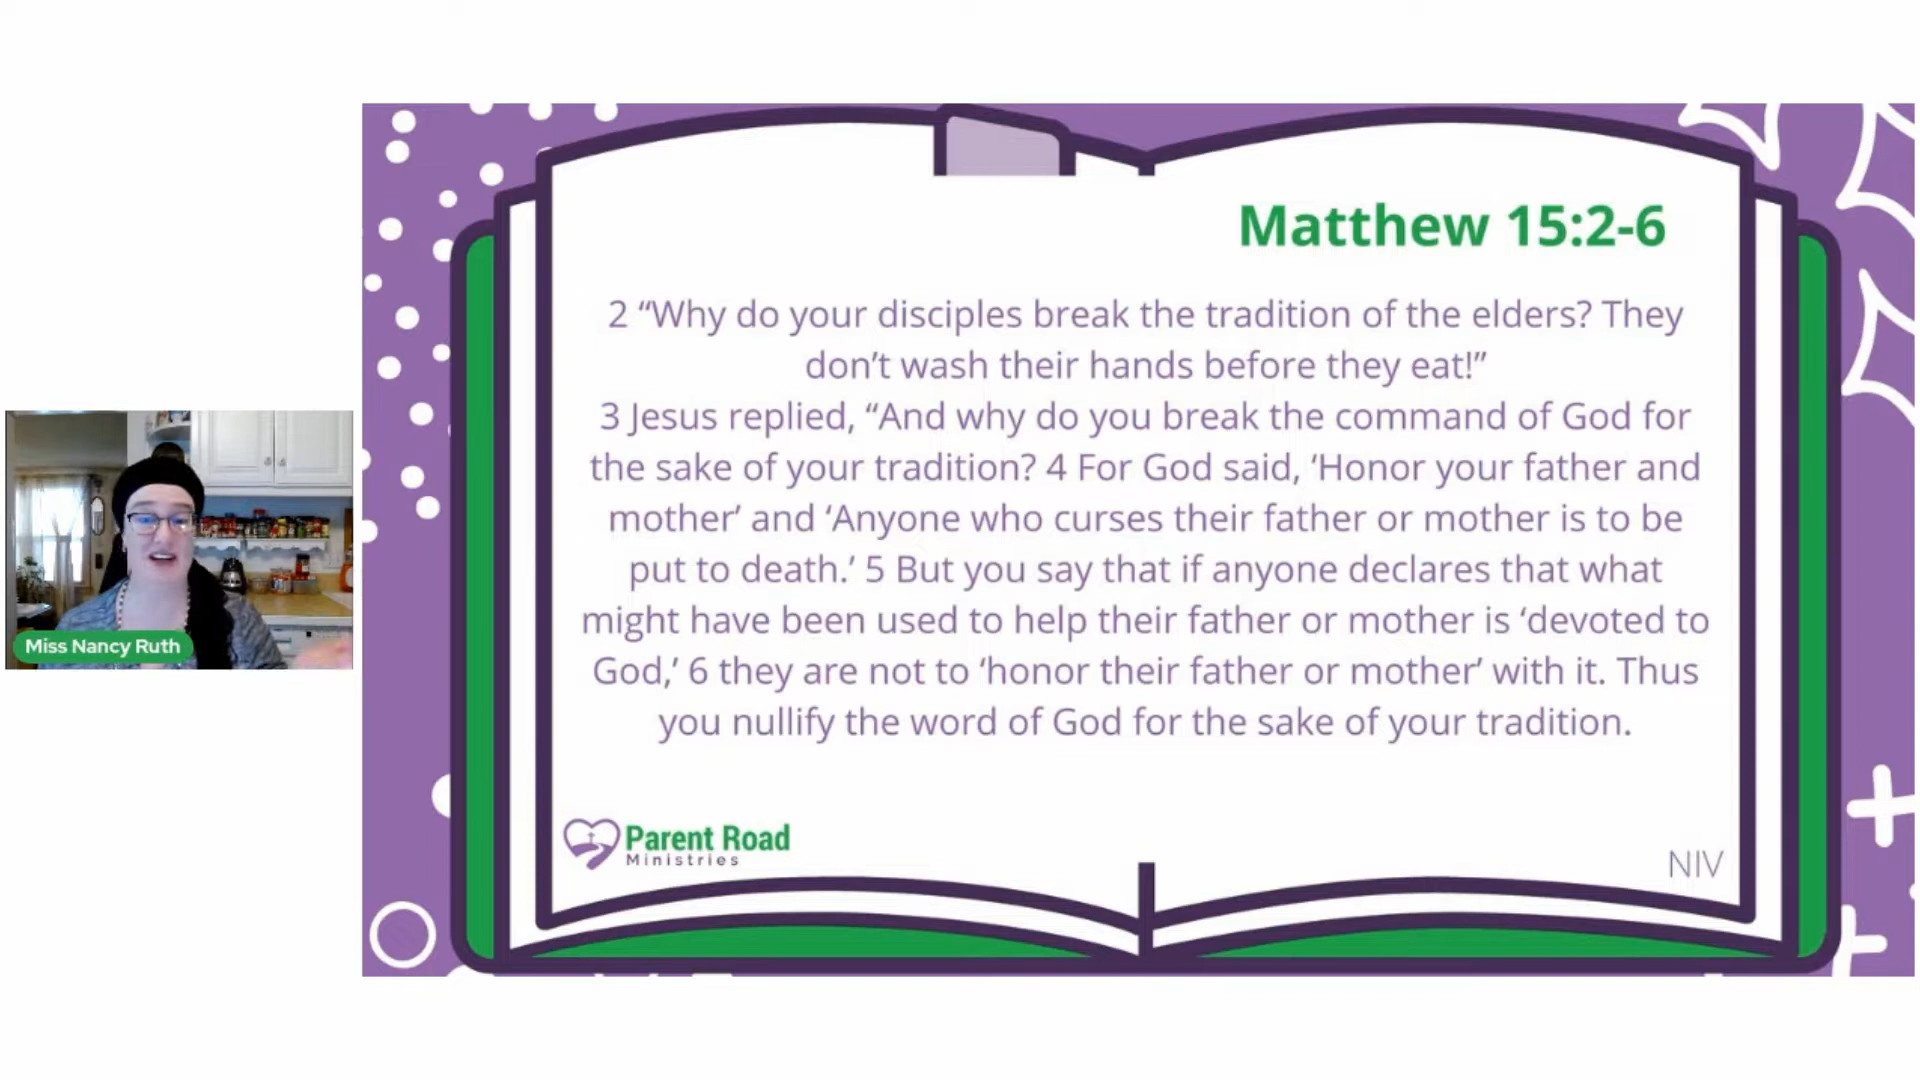 Matthew 15:2-6
2 “Why do your disciples break the tradition of the elders? They
don’t wash their hands before they eat!”
3 Jesus replied, “And why do you break the command of God for
the sake of your tradition? 4 For God said, ‘Honor your father and
mother’ and ‘Anyone who curses their father or mother is to be
put to death.’ 5 But you say that if anyone declares that what
might have been used to help their father or mother is ‘devoted to
God,’ 6 they are not to ‘honor their father or mother’ with it. Thus
you nullify the word of God for the sake of your tradition.
Miss Nancy Ruth
Parent Road
Ministries
NIV